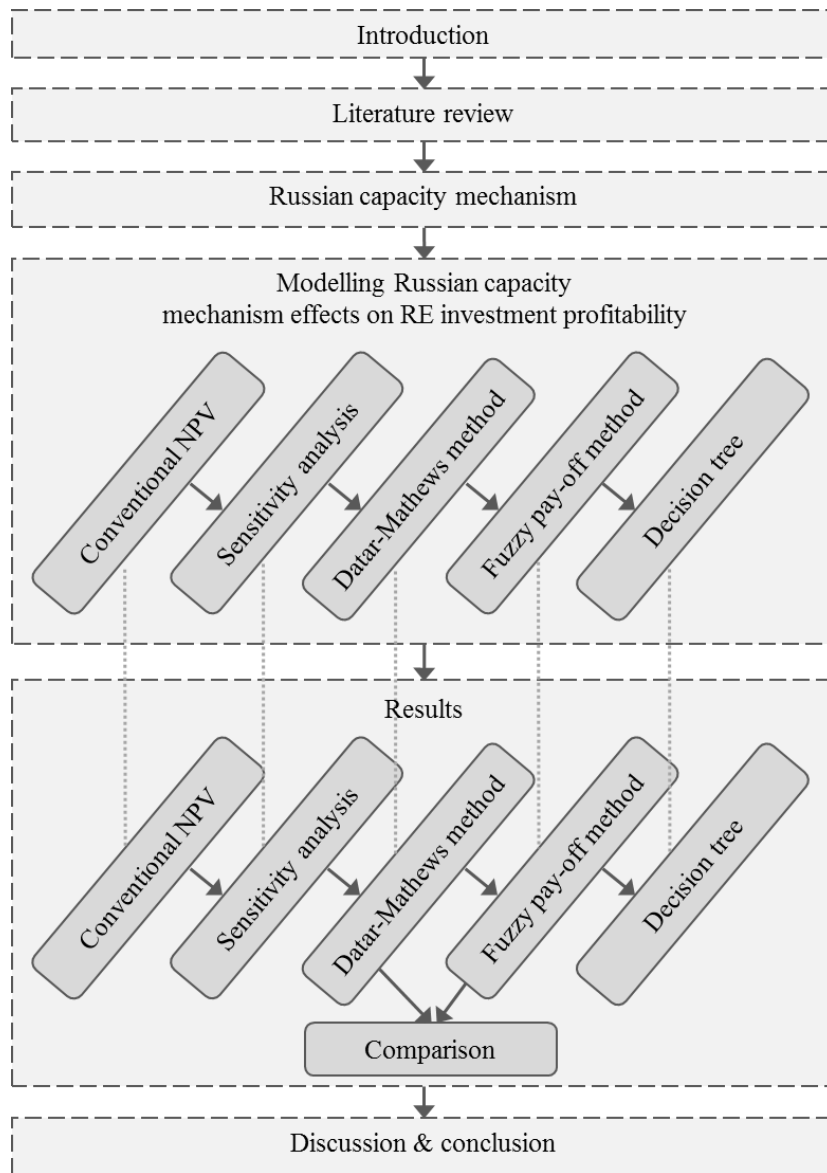 Introduction
Literature review
Russian capacity mechanism
Modelling Russian capacity
mechanism effects on RE investment profitability
Conventional NPV
Sensitivity analysis
Datar-Mathews method
Fuzzy pay-off method
Decision tree
Results
Conventional NPV
Sensitivity analysis
Datar-Mathews method
Fuzzy pay-off method
Decision tree
Comparison
Discussion & conclusion